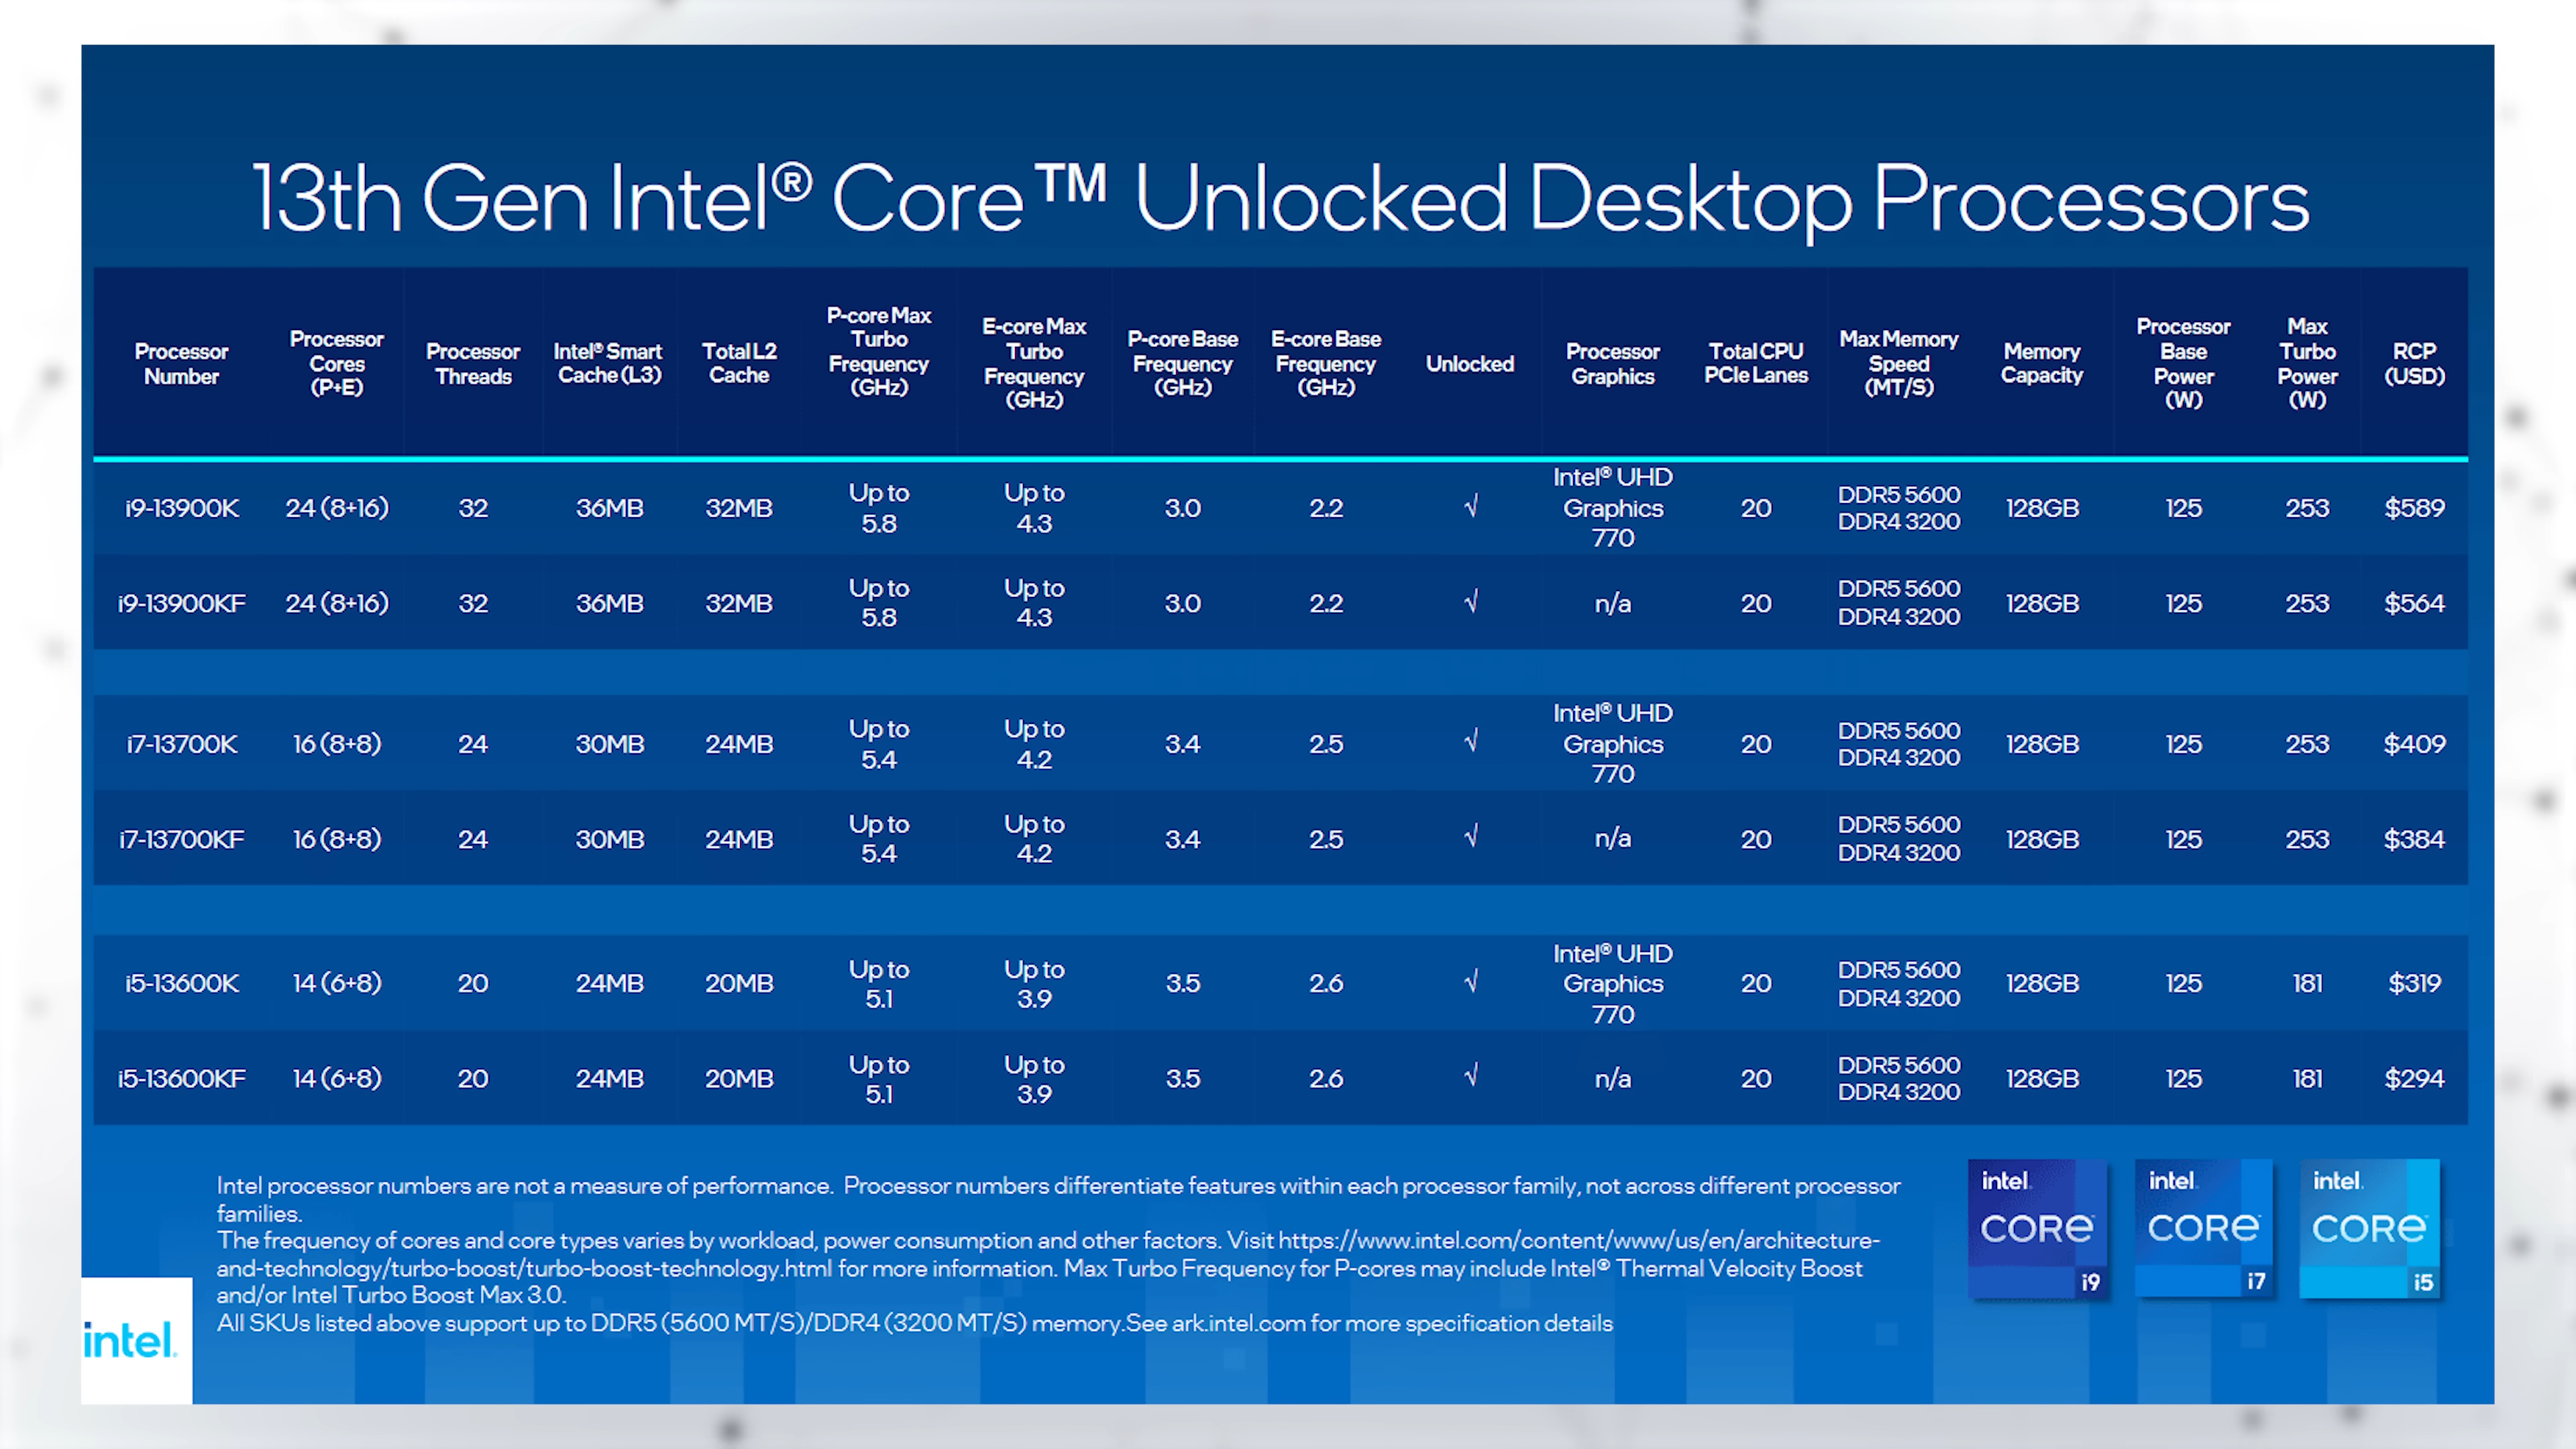 13th Gen Intel® Core™ Unlocked Desktop Processors
Processor Number Processor Cores (P+E) Processor Threads Intel® Smart Cache (L3) Total L2 Cache P-core Max Turbo Frequency (GHz) E-core Max Turbo Frequency (GHz) P-core Base Frequency (GHz) E-core Base Frequency (GHz) Unlocked Processor Graphics Total CPU PCIe Lanes Max Memory Speed (MT/S) Memory Capacity Processor Base Power (W) Max Turbo Power (W) RCP (USD)
i9-13900K 24 (8+16) 32 36MB 32MB Up to 5.8 Up to 4.3 3.0 2.2 √ Intel® UHD Graphics 770 20 DDR5 5600 DDR4 3200 128GB 125 253 $589
i9-13900KF 24 (8+16) 32 36MB 32MB Up to 5.8 Up to 4.3 3.0 2.2 √ n/a 20 DDR5 5600 DDR4 3200 128GB 125 253 $564
i7-13700K 16 (8+8) 24 30MB 24MB Up to 5.4 Up to 4.2 3.4 2.5 √ Intel® UHD Graphics 770 20 DDR5 5600 DDR4 3200 128GB 125 253 $409
i7-13700KF 16 (8+8) 24 30MB 24MB Up to 5.4 Up to 4.2 3.4 2.5 √ n/a 20 DDR5 5600 DDR4 3200 128GB 125 253 $384
i5-13600K 14 (6+8) 20 24MB 20MB Up to 5.1 Up to 3.9 3.5 2.6 √ Intel® UHD Graphics 770 20 DDR5 5600 DDR4 3200 128GB 125 181 $319
i5-13600KF 14 (6+8) 20 24MB 20MB Up to 5.1 Up to 3.9 3.5 2.6 √ n/a 20 DDR5 5600 DDR4 3200 128GB 125 181 $294
Intel processor numbers are not a measure of performance. Processor numbers differentiate features within each processor family, not across different processor
families.
The frequency of cores and core types varies by workload, power consumption and other factors. Visit https://www.intel.com/content/www/us/en/architecture-
and-technology/turbo-boost/turbo-boost-technology.html for more information. Max Turbo Frequency for P-cores may include Intel® Thermal Velocity Boost
and/or Intel Turbo Boost Max 3.0.
All SKUs listed above support up to DDR5 (5600 MT/S)/DDR4 (3200 MT/S) memory.See ark.intel.com for more specification details
intel.
intel. CORE i9
intel. CORE i7
intel. CORE i5